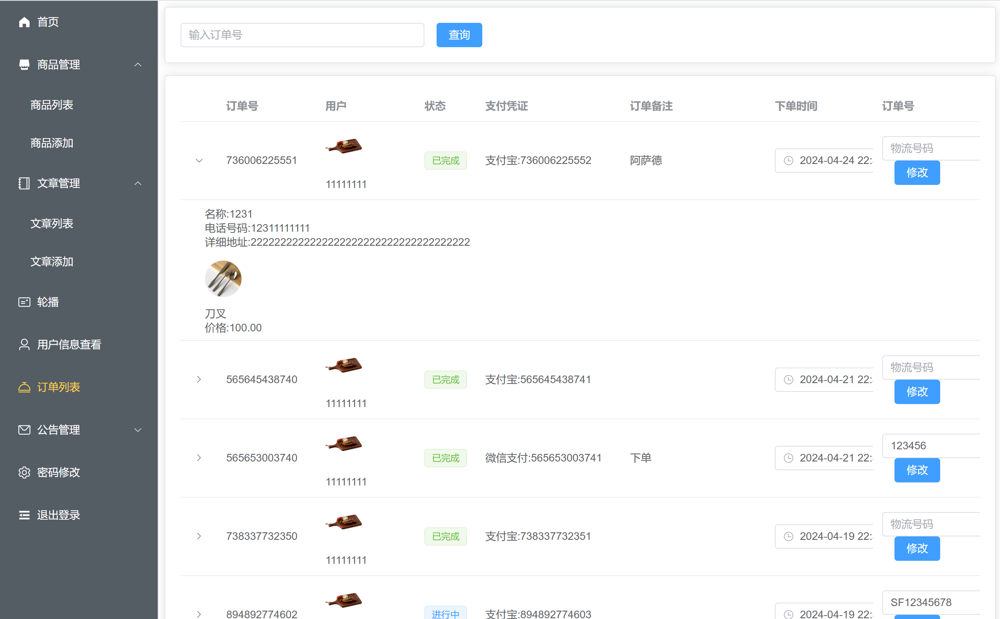 首页
商品管理
商品列表
商品添加
文章管理
文章列表
文章添加
轮播
用户信息查看
订单列表
公告管理
密码修改
退出登录
输入订单号 查询
订单号 用户 状态 支付凭证 订单备注 下单时间 订单号
736006225551 11111111 已完成 支付宝:736006225552 阿萨德 2024-04-24 22: 物流号码 修改
名称:1231
电话号码:12311111111
详细地址:2222222222222222222222222222222222222
刀叉
价格:100.00
565645438740 11111111 已完成 支付宝:565645438741 2024-04-21 22: 物流号码 修改
565653003740 11111111 已完成 微信支付:565653003741 下单 2024-04-21 22: 123456 修改
738337732350 11111111 已完成 支付宝:738337732351 2024-04-19 22: 物流号码 修改
894892774602 进行中 支付宝:894892774603 2024-04-19 22: SF12345678